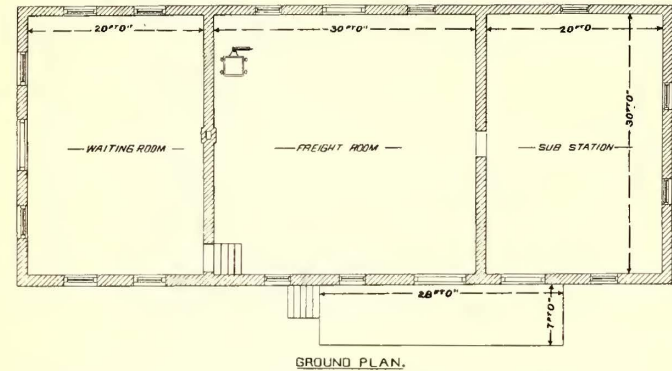 20 FT 0"
30 FT 0"
20 FT 0
30 FT 0"
WAITING ROOM
FREIGHT ROOM
SUB STATION
28 FT 0"
7 FT 0
GROUND PLAN.